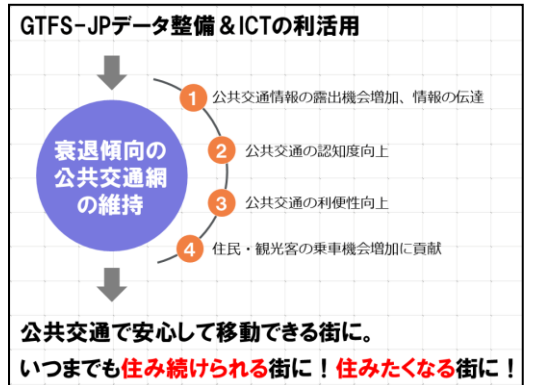 GTFS-JPデータ整備&ICTの利活用
1 公共交通情報の露出機会増加、情報の伝達
衰退傾向の
公共交通網
の維持
2 公共交通の認知度向上
3 公共交通の利便性向上
4 住民・観光客の乗車機会増加に貢献
公共交通で安心して移動できる街に。
いつまでも住み続けられる街に!住みたくなる街に!